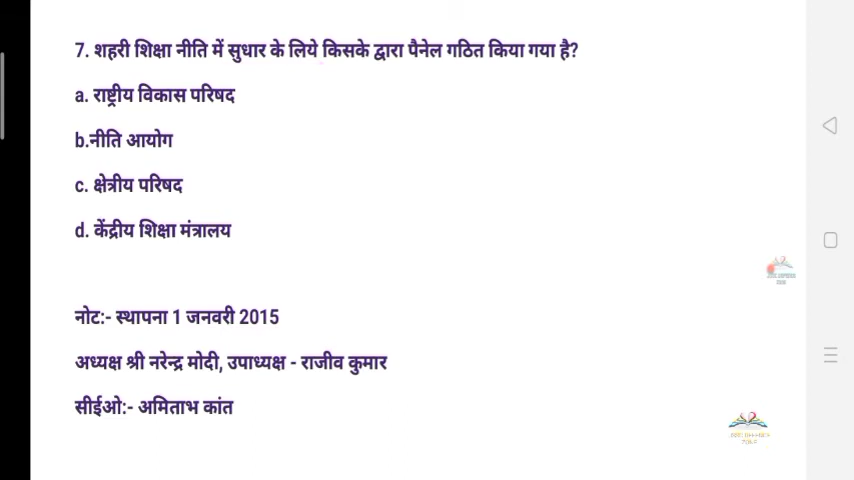 7. शहरी शिक्षा नीति में सुधार के लिये किसके द्वारा पैनेल गठित किया गया है?
a. राष्ट्रीय विकास परिषद
b.नीति आयोग
c. क्षेत्रीय परिषद
d. केंद्रीय शिक्षा मंत्रालय
नोट:- स्थापना 1 जनवरी 2015
अध्यक्ष श्री नरेन्द्र मोदी, उपाध्यक्ष - राजीव कुमार
सीईओ:- अमिताभ कांत